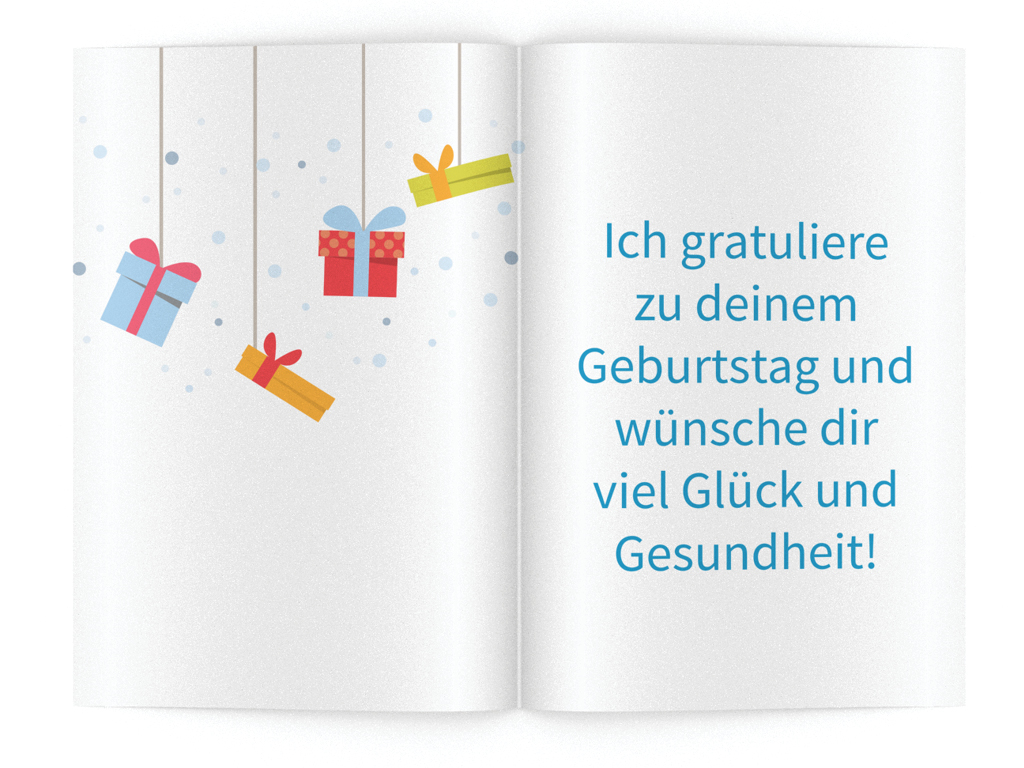 Ich gratuliere
zu deinem
Geburtstag und
wünsche dir
viel Glück und
Gesundheit!